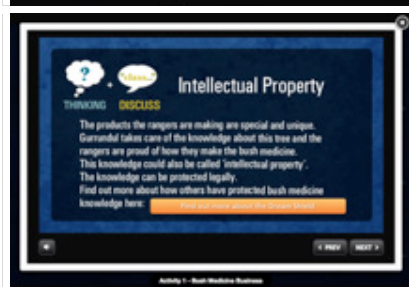 ?
"class..."
Intellectual Property
THINKING DISCUSS
The products the rangers are making are special and unique.
Gurrundul takes care of the knowledge about this tree and the
rangers are proud of how they make the bush medicine.
This knowledge could also be called 'intellectual property'.
The knowledge can be protected legally.
Find out more about how others have protected bush medicine
knowledge here: Find out more about the Dream Shield
< PREV NEXT >
Activity 1 - Bush Medicine Business